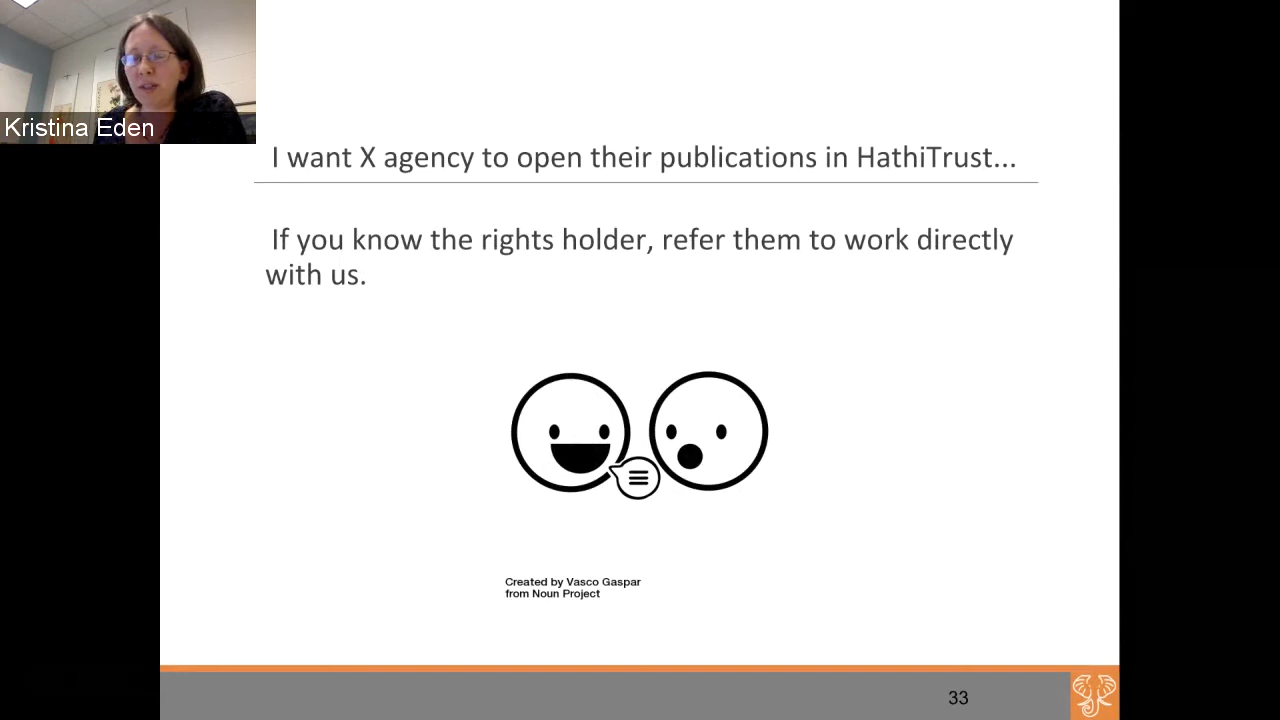 Kristina Eden
I want X agency to open their publications in HathiTrust...
If you know the rights holder, refer them to work directly
with us.
Created by Vasco Gaspar
from Noun Project
33